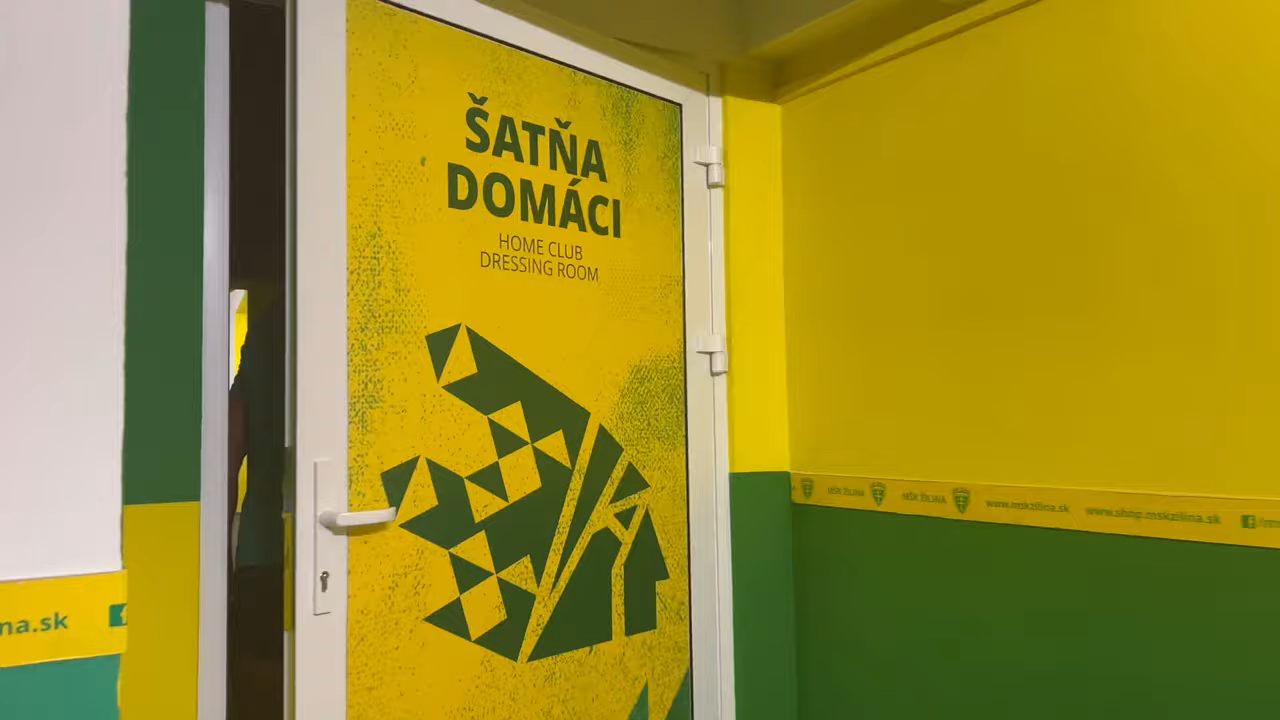 ŠATŇA
DOMÁCI
HOME CLUB
DRESSING ROOM
MŠK ŽILINA MŠK ŽILINA www.mskzilina.sk www.shop.mskzilina.sk
na.sk